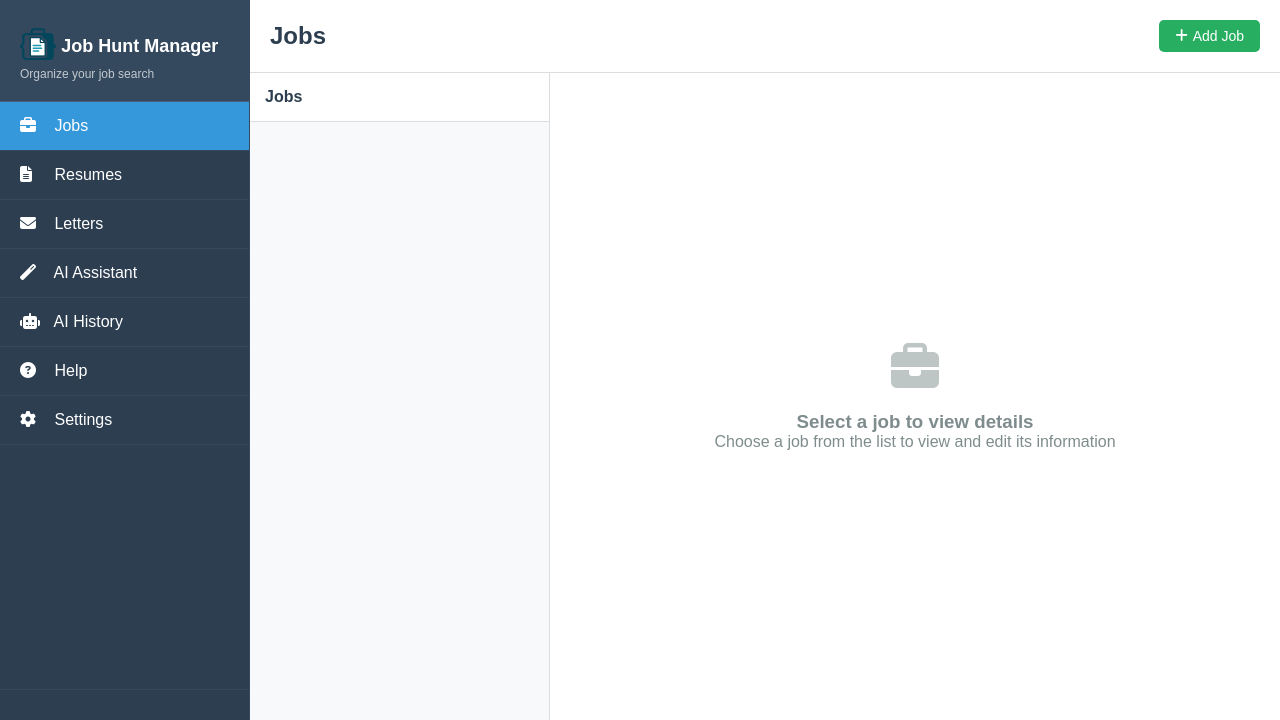 Job Hunt Manager
Organize your job search
Jobs
Resumes
Letters
AI Assistant
AI History
Help
Settings
Jobs
Add Job
Jobs
Select a job to view details
Choose a job from the list to view and edit its information